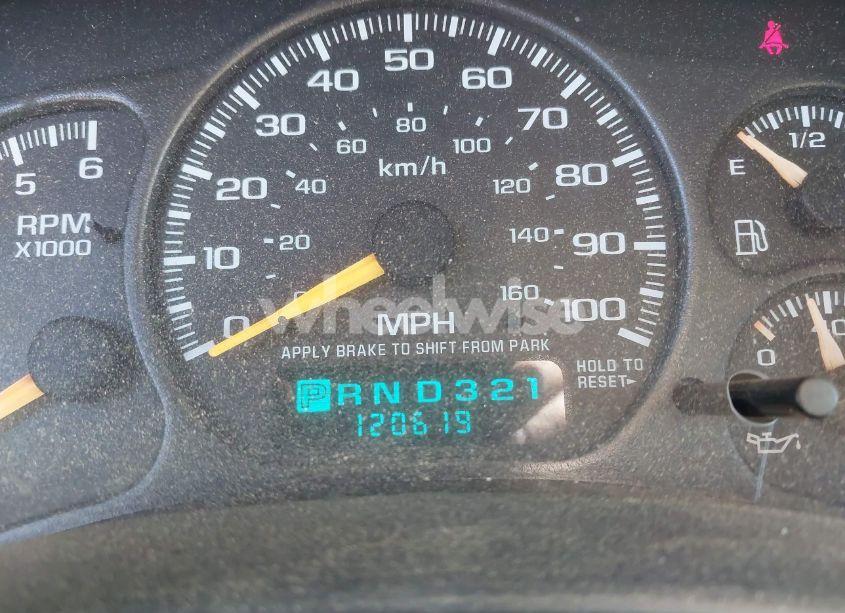 50
40 60
30 70
20 80
10 90
0 100
80
60 100
40 120
20 140
0 160
km/h
MPH
APPLY BRAKE TO SHIFT FROM PARK
PRND321
120619
HOLD TO
RESET
5 6
RPM
X1000
E 1/2
0 40
wheelwise